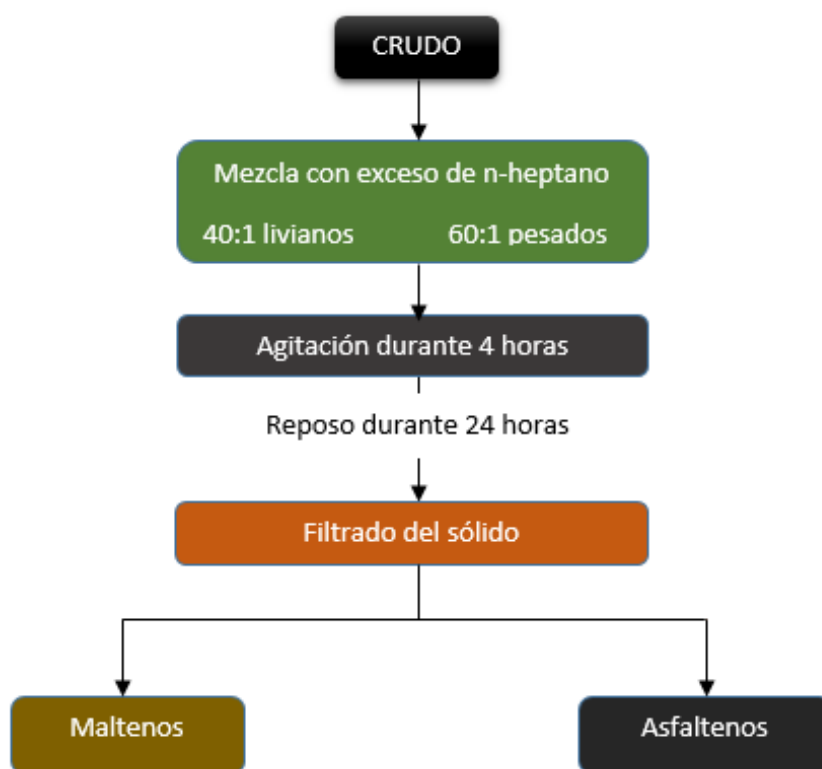 CRUDO
Mezcla con exceso de n-heptano
40:1 livianos 60:1 pesados
Agitación durante 4 horas
Reposo durante 24 horas
Filtrado del sólido
Maltenos Asfaltenos